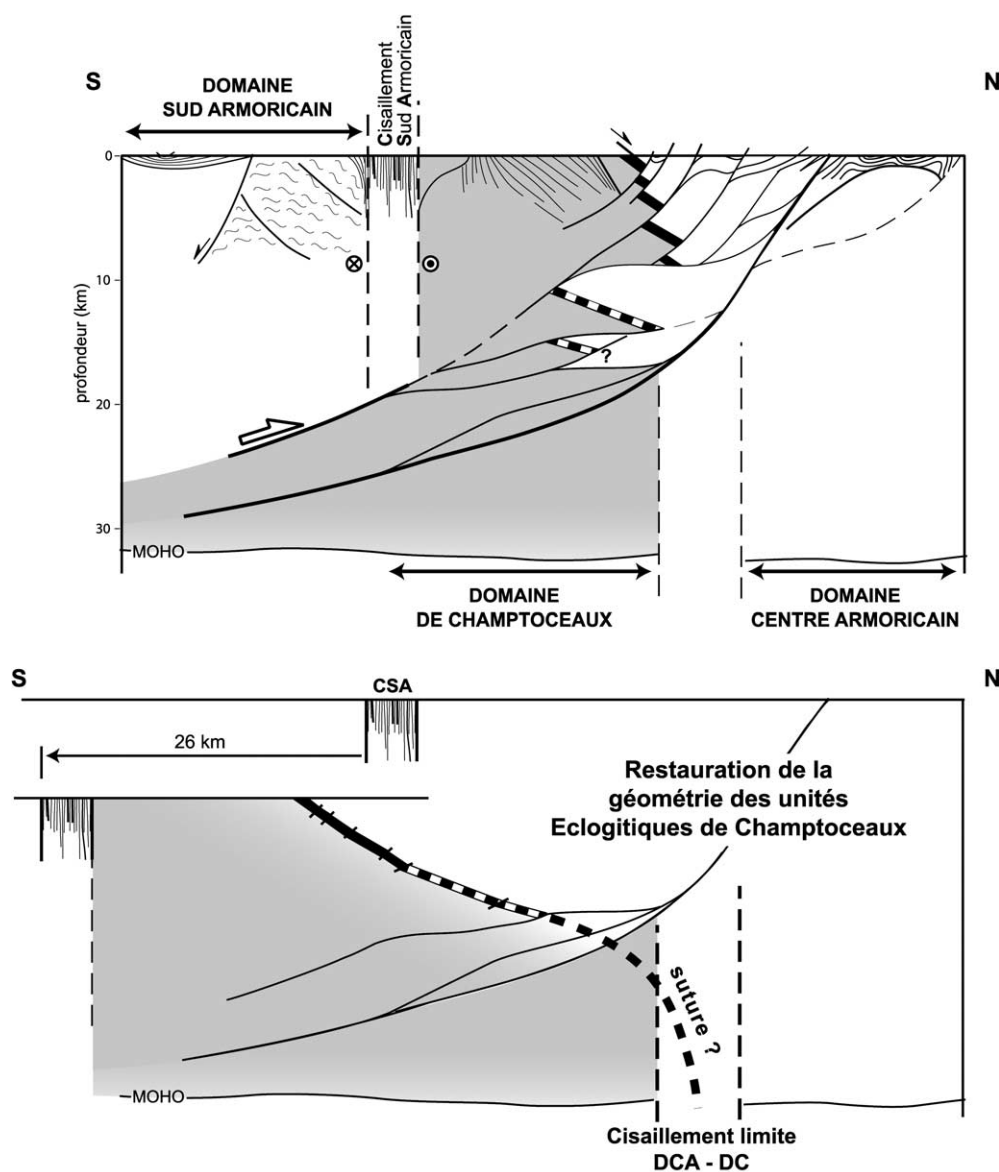 S
N
DOMAINE
SUD ARMORICAIN
Cisaillement
Sud Armoricain
0
10
20
30
profondeur (km)
?
MOHO
DOMAINE
DE CHAMPTOCEAUX
DOMAINE
CENTRE ARMORICAIN
S
N
CSA
26 km
Restauration de la
géométrie des unités
Eclogitiques de Champtoceaux
suture ?
MOHO
Cisaillement limite
DCA - DC